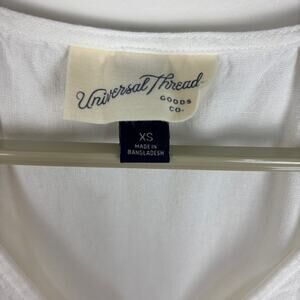 Universal Thread
GOODS
CO.
XS
MADE IN
BANGLADESH